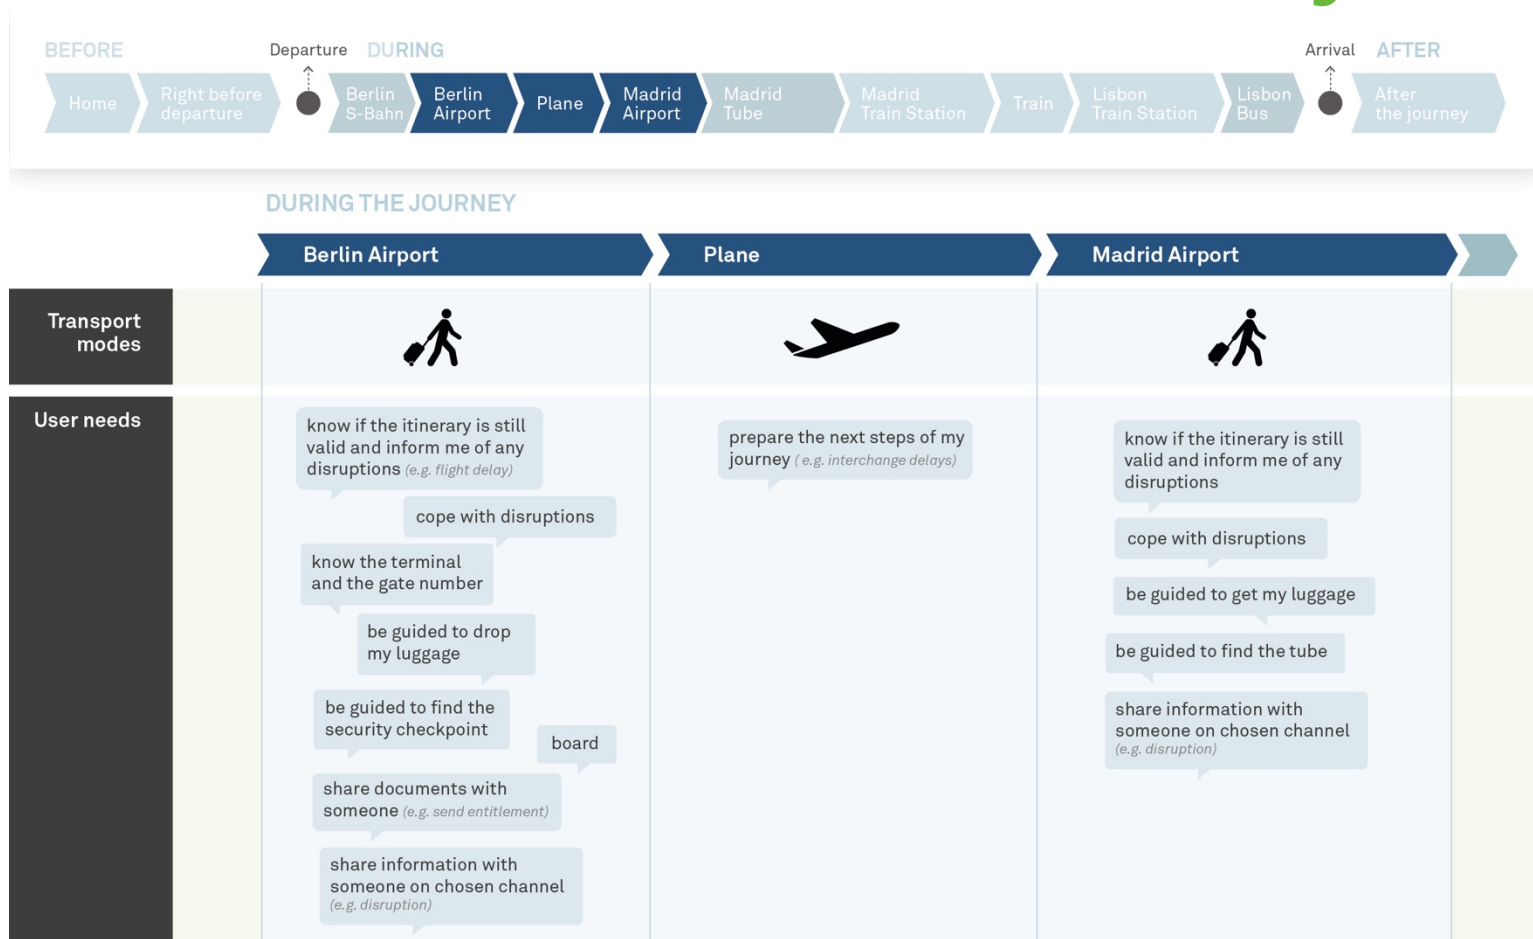 BEFORE
Departure
DURING
Arrival
AFTER
Home
Right before
departure
Berlin
S-Bahn
Berlin
Airport
Plane
Madrid
Airport
Madrid
Tube
Madrid
Train Station
Train
Lisbon
Train Station
Lisbon
Bus
After
the journey
DURING THE JOURNEY
Berlin Airport
Plane
Madrid Airport
Transport
modes
User needs
know if the itinerary is still
valid and inform me of any
disruptions (e.g. flight delay)
cope with disruptions
know the terminal
and the gate number
be guided to drop
my luggage
be guided to find the
security checkpoint
board
share documents with
someone (e.g. send entitlement)
share information with
someone on chosen channel
(e.g. disruption)
prepare the next steps of my
journey ( e.g. interchange delays)
know if the itinerary is still
valid and inform me of any
disruptions
cope with disruptions
be guided to get my luggage
be guided to find the tube
share information with
someone on chosen channel
(e.g. disruption)